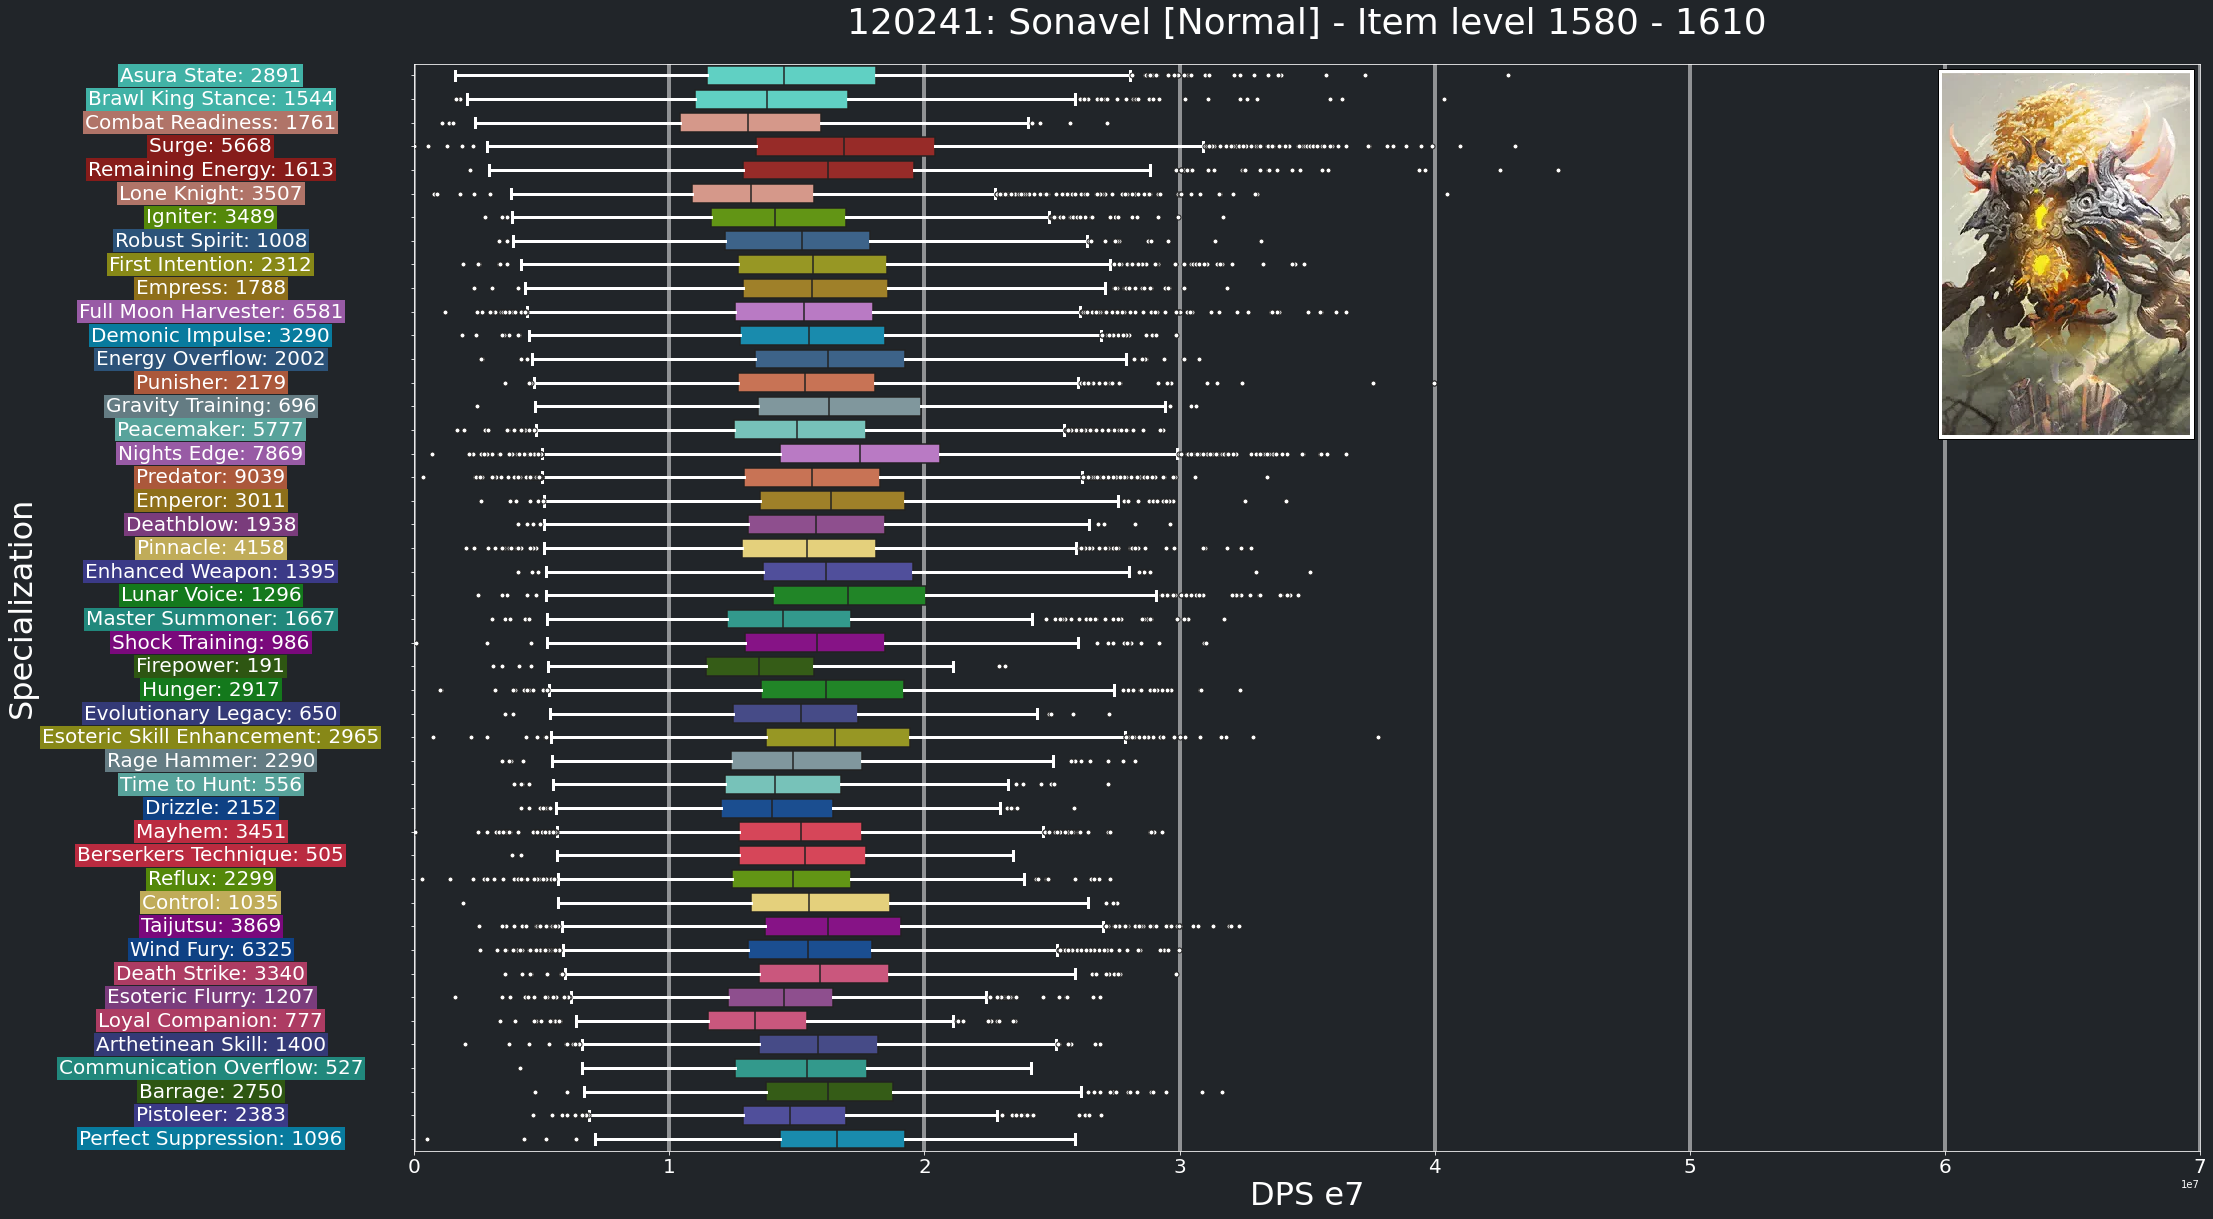 120241: Sonavel [Normal] - Item level 1580 - 1610
Specialization
Asura State: 2891
Brawl King Stance: 1544
Combat Readiness: 1761
Surge: 5668
Remaining Energy: 1613
Lone Knight: 3507
Igniter: 3489
Robust Spirit: 1008
First Intention: 2312
Empress: 1788
Full Moon Harvester: 6581
Demonic Impulse: 3290
Energy Overflow: 2002
Punisher: 2179
Gravity Training: 696
Peacemaker: 5777
Nights Edge: 7869
Predator: 9039
Emperor: 3011
Deathblow: 1938
Pinnacle: 4158
Enhanced Weapon: 1395
Lunar Voice: 1296
Master Summoner: 1667
Shock Training: 986
Firepower: 191
Hunger: 2917
Evolutionary Legacy: 650
Esoteric Skill Enhancement: 2965
Rage Hammer: 2290
Time to Hunt: 556
Drizzle: 2152
Mayhem: 3451
Berserkers Technique: 505
Reflux: 2299
Control: 1035
Taijutsu: 3869
Wind Fury: 6325
Death Strike: 3340
Esoteric Flurry: 1207
Loyal Companion: 777
Arthetinean Skill: 1400
Communication Overflow: 527
Barrage: 2750
Pistoleer: 2383
Perfect Suppression: 1096
0 1 2 3 4 5 6 7
1e7
DPS e7